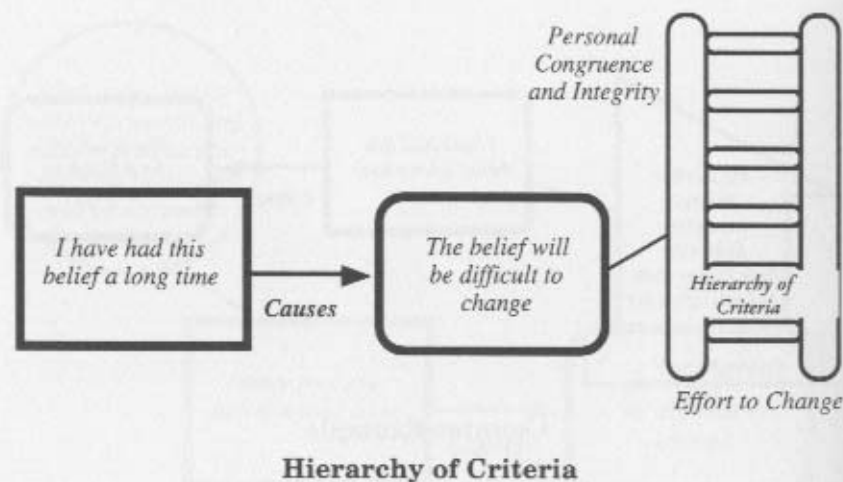 Personal
Congruence
and Integrity
I have had this
belief a long time
Causes
The belief will
be difficult to
change
Hierarchy of
Criteria
Effort to Change
Hierarchy of Criteria